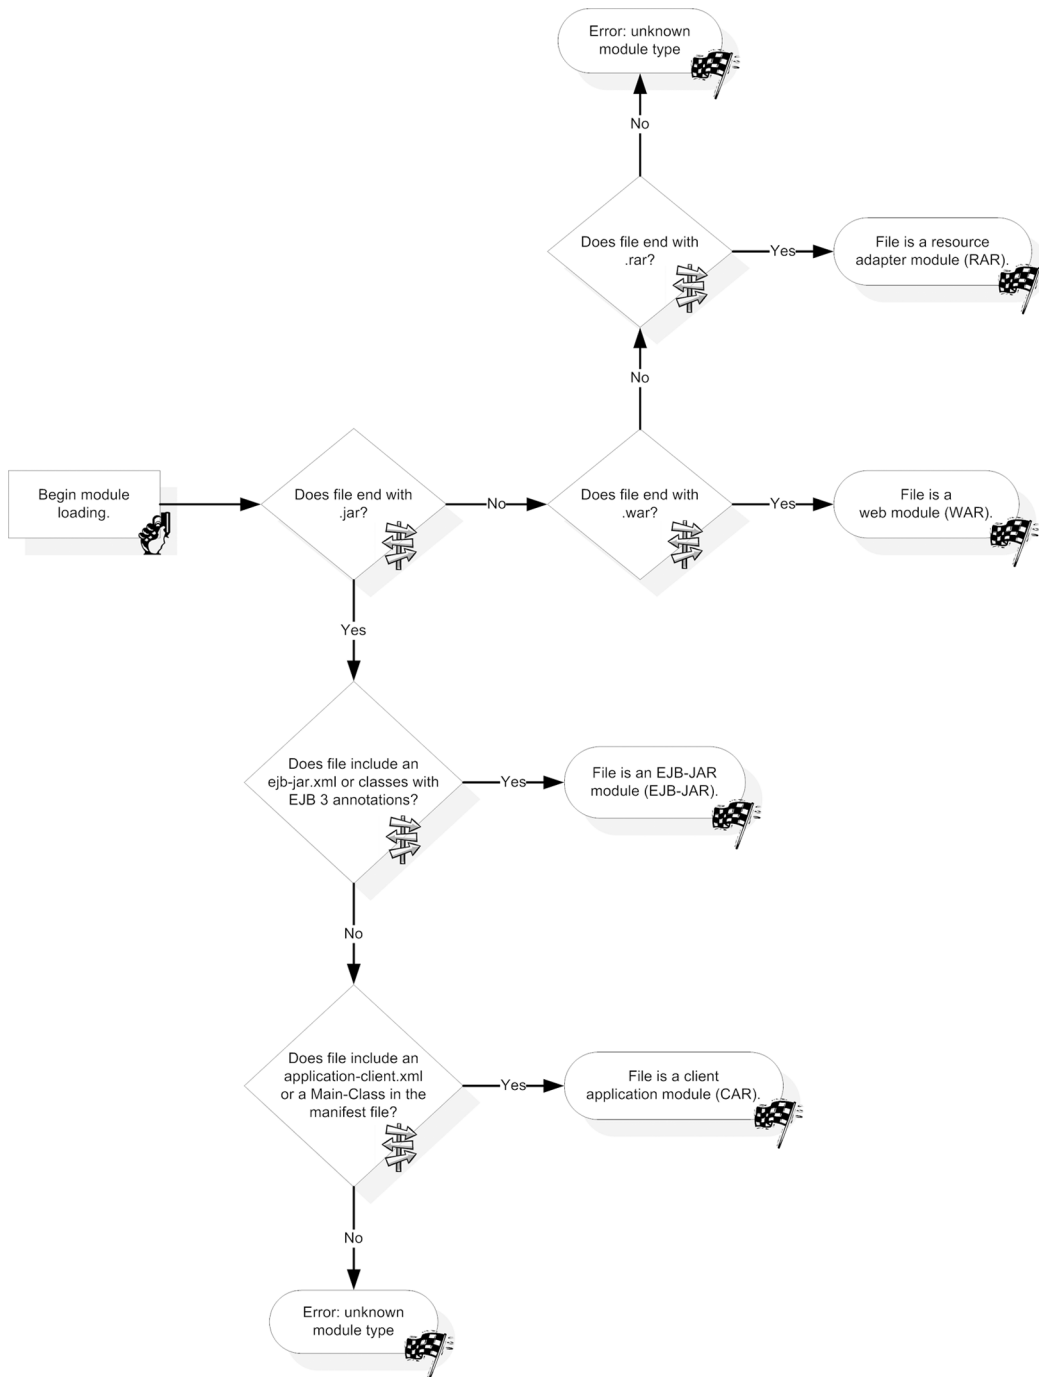 Error: unknown
module type
No
Does file end with
.rar?
Yes
File is a resource
adapter module (RAR).
No
Begin module
loading.
Does file end with
.jar?
No
Does file end with
.war?
Yes
File is a
web module (WAR).
Yes
Does file include an
ejb-jar.xml or classes with
EJB 3 annotations?
Yes
File is an EJB-JAR
module (EJB-JAR).
No
Does file include an
application-client.xml
or a Main-Class in the
manifest file?
Yes
File is a client
application module (CAR).
No
Error: unknown
module type